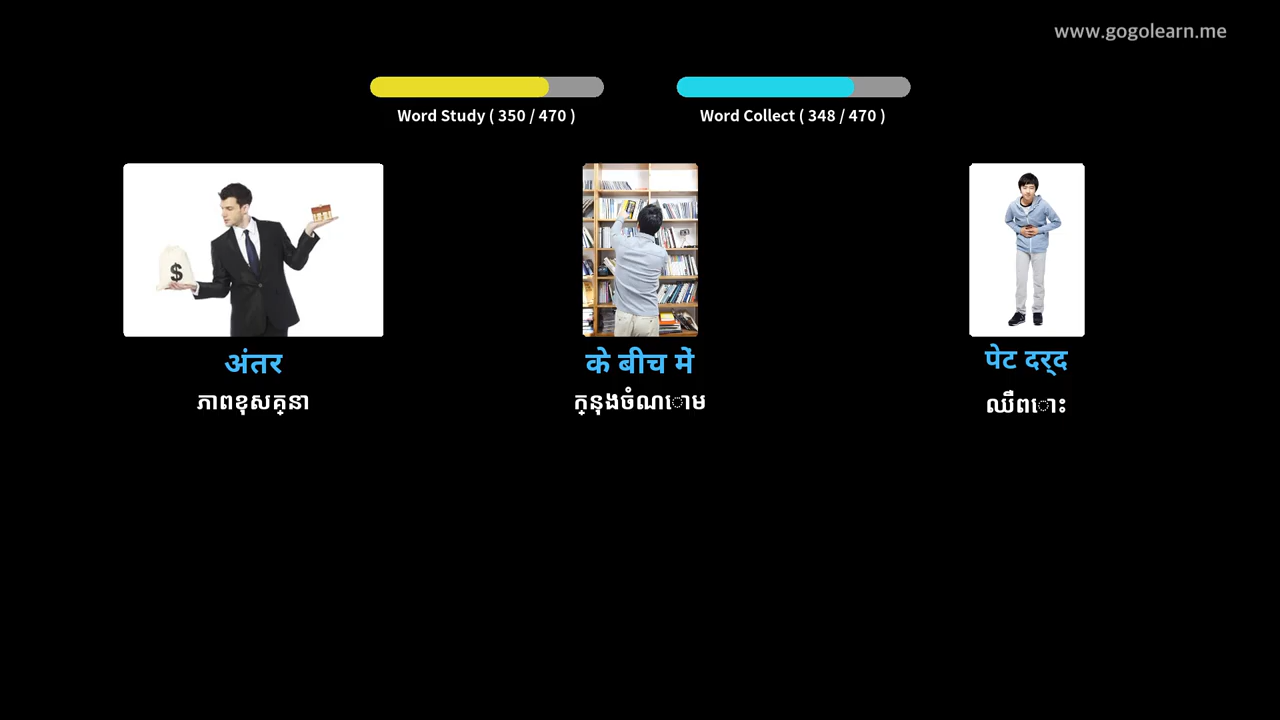 www.gogolearn.me
Word Study ( 350 / 470 )
Word Collect ( 348 / 470 )
अंतर
ភាពខុសគ្នា
के बीच में
ក្នុងចំណោម
पेट दर्द
ឈឺពោះ